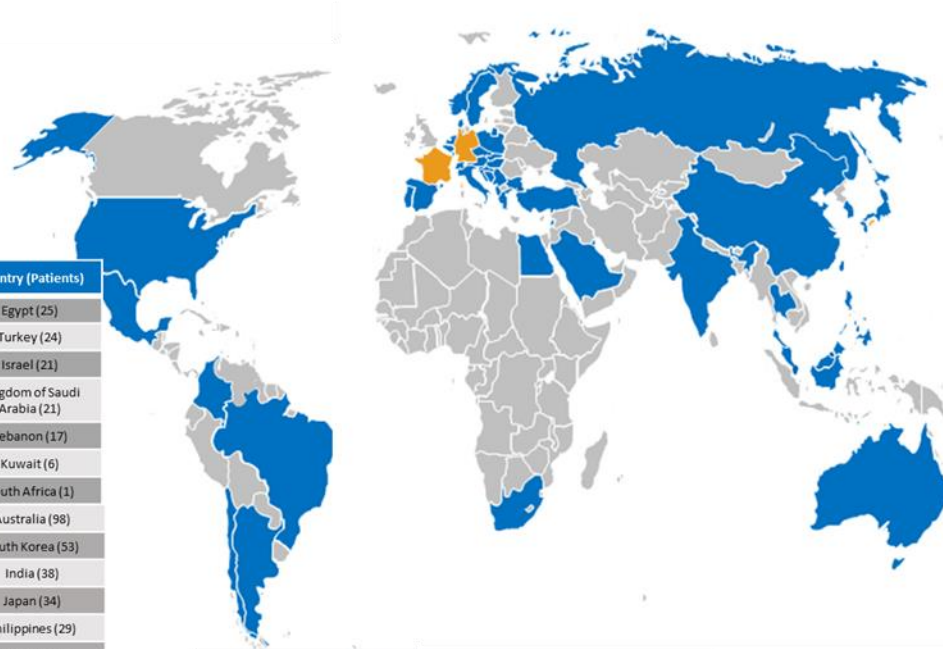 ntry (Patients)
Egypt (25)
Turkey (24)
Israel (21)
gdom of Saudi
Arabia (21)
ebanon (17)
Kuwait (6)
uth Africa (1)
Australia (98)
uth Korea (53)
India (38)
Japan (34)
hilippines (29)